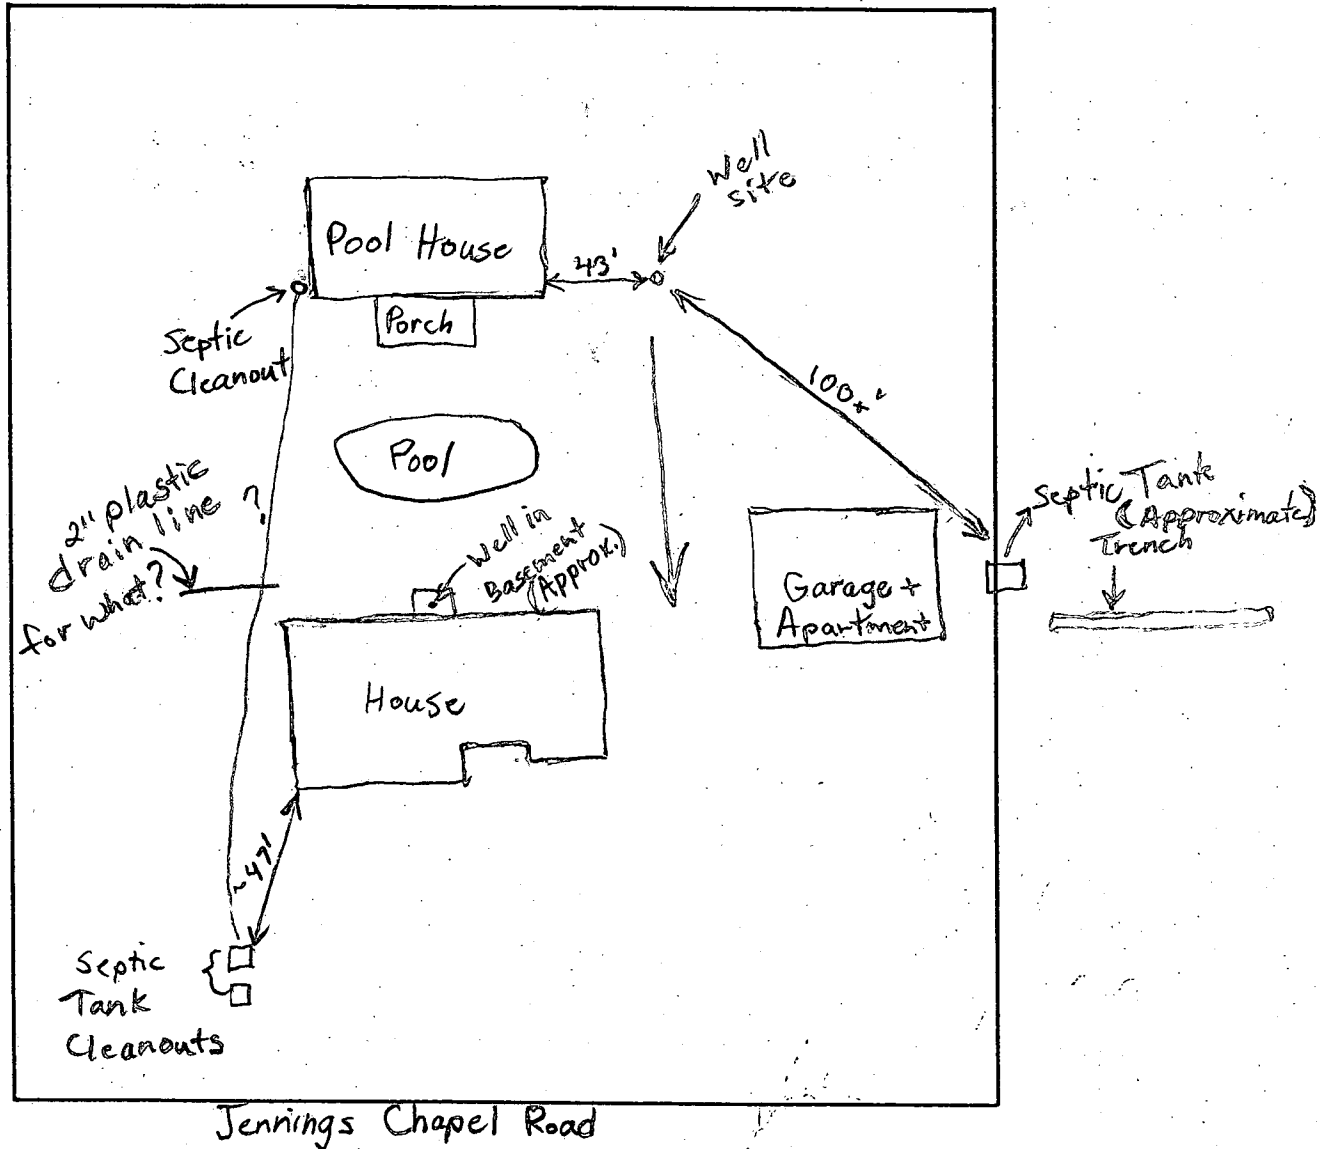 Well
site
Pool House
43'
Porch
Septic
Cleanout
100±'
Pool
2" plastic
drain line ?
for what?
Well in
Basement
(Approx.)
Septic Tank
(Approximate)
Trench
Garage +
Apartment
House
~47'
Septic
Tank
Cleanouts
Jennings Chapel Road